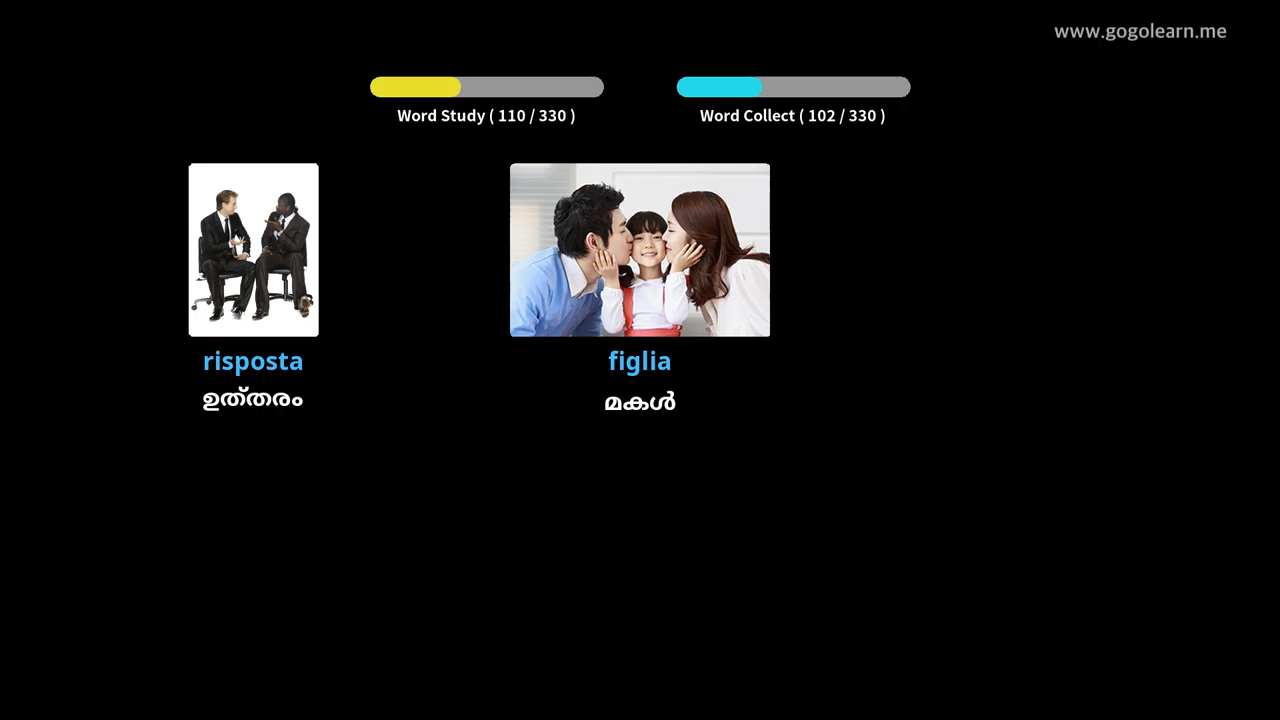 www.gogolearn.me
Word Study ( 110 / 330 )
Word Collect ( 102 / 330 )
risposta
ഉത്തരം
figlia
മകൾ